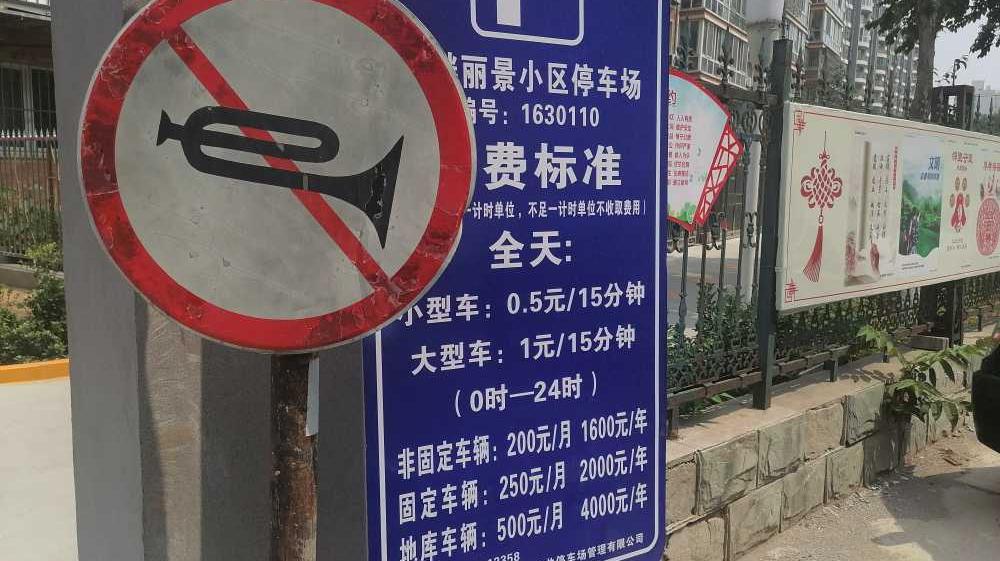 丽景小区停车场
编号：1630110
费标准
一计时单位，不足一计时单位不收取费用）
全天：
小型车：0.5元/15分钟
大型车：1元/15分钟
（0时—24时）
非固定车辆：200元/月 1600元/年
固定车辆：250元/月 2000元/年
地库车辆：500元/月 4000元/年
3358
停车场管理有限公司
约
文明